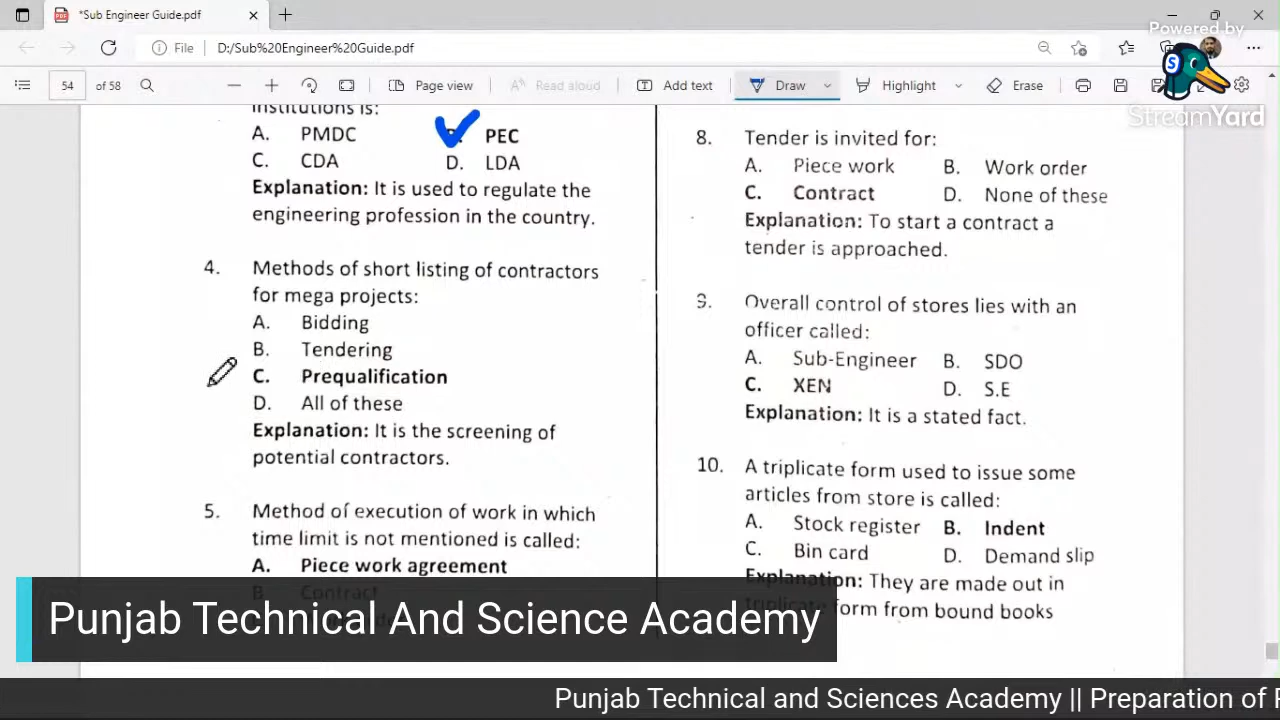 *Sub Engineer Guide.pdf
File D:/Sub%20Engineer%20Guide.pdf
54 of 58 Page view Read aloud Add text Draw Highlight Erase
Powered by
StreamYard
institutions is:
A. PMDC PEC
C. CDA D. LDA
Explanation: It is used to regulate the
engineering profession in the country.
4. Methods of short listing of contractors
for mega projects:
A. Bidding
B. Tendering
C. Prequalification
D. All of these
Explanation: It is the screening of
potential contractors.
5. Method of execution of work in which
time limit is not mentioned is called:
A. Piece work agreement
B. Contract
8. Tender is invited for:
A. Piece work B. Work order
C. Contract D. None of these
Explanation: To start a contract a
tender is approached.
9. Overall control of stores lies with an
officer called:
A. Sub-Engineer B. SDO
C. XEN D. S.E
Explanation: It is a stated fact.
10. A triplicate form used to issue some
articles from store is called:
A. Stock register B. Indent
C. Bin card D. Demand slip
Explanation: They are made out in
triplicate form from bound books
Punjab Technical And Science Academy
Punjab Technical and Sciences Academy || Preparation of